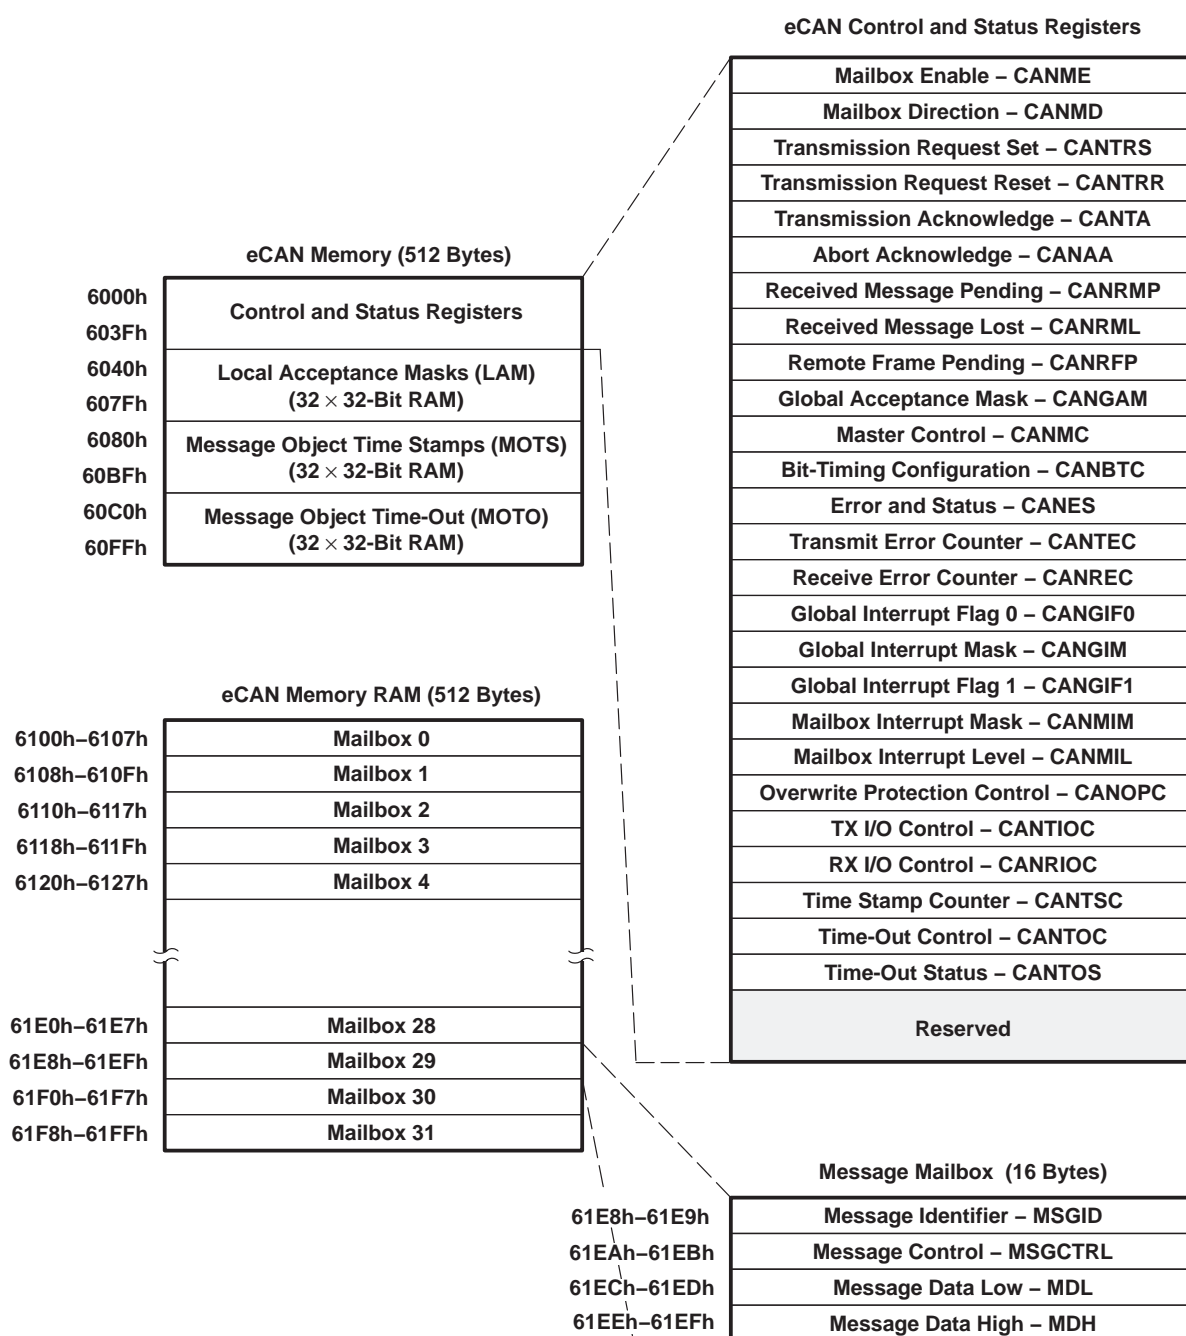 eCAN Control and Status Registers
Mailbox Enable – CANME
Mailbox Direction – CANMD
Transmission Request Set – CANTRS
Transmission Request Reset – CANTRR
Transmission Acknowledge – CANTA
Abort Acknowledge – CANAA
Received Message Pending – CANRMP
Received Message Lost – CANRML
Remote Frame Pending – CANRFP
Global Acceptance Mask – CANGAM
Master Control – CANMC
Bit-Timing Configuration – CANBTC
Error and Status – CANES
Transmit Error Counter – CANTEC
Receive Error Counter – CANREC
Global Interrupt Flag 0 – CANGIF0
Global Interrupt Mask – CANGIM
Global Interrupt Flag 1 – CANGIF1
Mailbox Interrupt Mask – CANMIM
Mailbox Interrupt Level – CANMIL
Overwrite Protection Control – CANOPC
TX I/O Control – CANTIOC
RX I/O Control – CANRIOC
Time Stamp Counter – CANTSC
Time-Out Control – CANTOC
Time-Out Status – CANTOS
Reserved
eCAN Memory (512 Bytes)
6000h
Control and Status Registers
603Fh
6040h
Local Acceptance Masks (LAM)
(32 × 32-Bit RAM)
607Fh
6080h
Message Object Time Stamps (MOTS)
(32 × 32-Bit RAM)
60BFh
60C0h
Message Object Time-Out (MOTO)
(32 × 32-Bit RAM)
60FFh
eCAN Memory RAM (512 Bytes)
6100h–6107h Mailbox 0
6108h–610Fh Mailbox 1
6110h–6117h Mailbox 2
6118h–611Fh Mailbox 3
6120h–6127h Mailbox 4
61E0h–61E7h Mailbox 28
61E8h–61EFh Mailbox 29
61F0h–61F7h Mailbox 30
61F8h–61FFh Mailbox 31
Message Mailbox (16 Bytes)
61E8h–61E9h Message Identifier – MSGID
61EAh–61EBh Message Control – MSGCTRL
61ECh–61EDh Message Data Low – MDL
61EEh–61EFh Message Data High – MDH